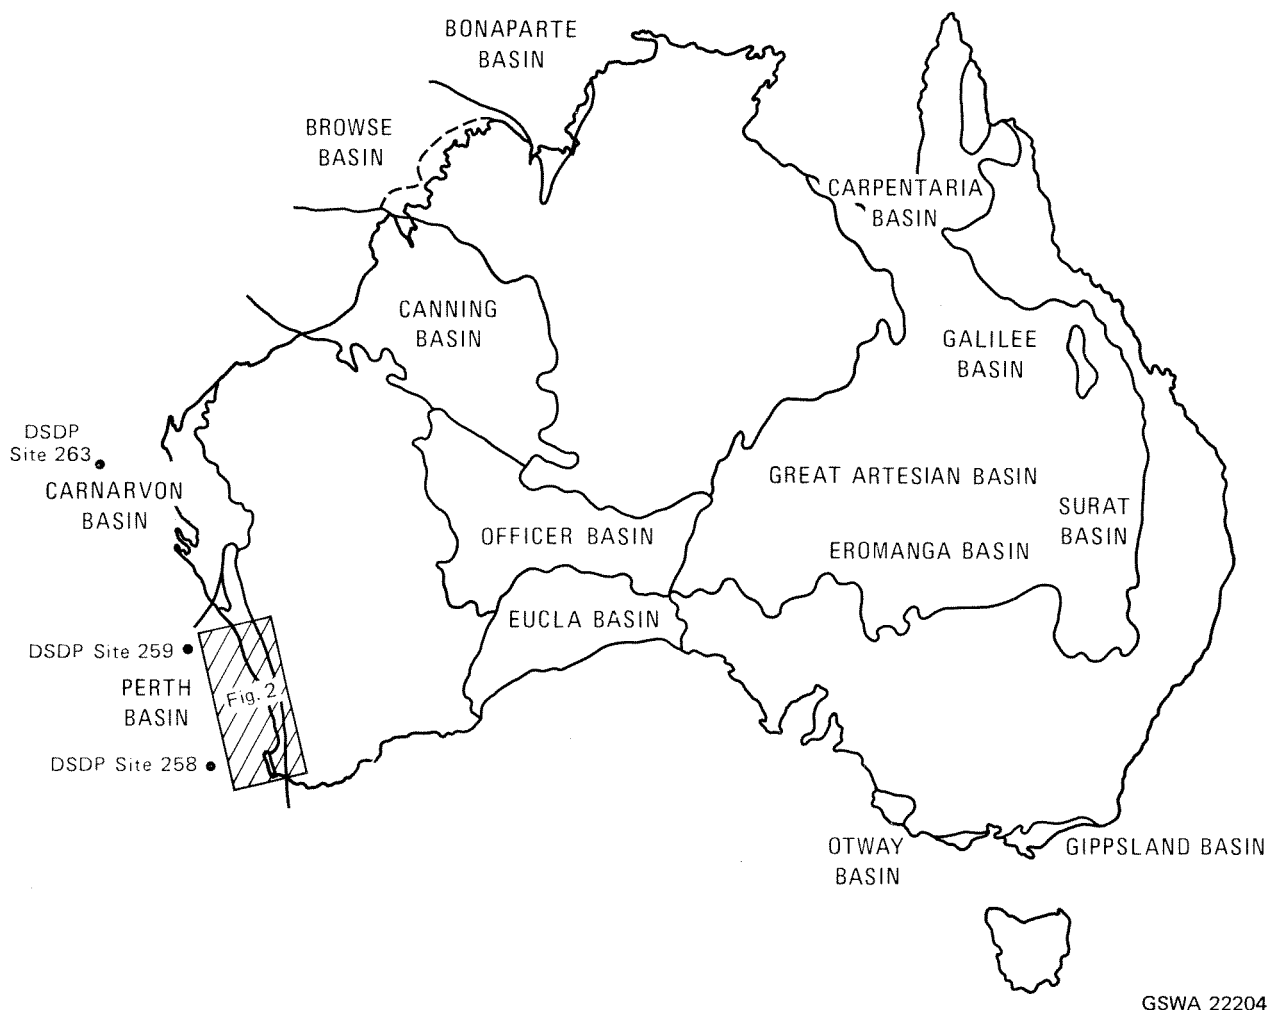 BONAPARTE
BASIN
BROWSE
BASIN
CARPENTARIA
BASIN
CANNING
BASIN
GALILEE
BASIN
DSDP
Site 263
CARNARVON
BASIN
GREAT ARTESIAN BASIN
SURAT
BASIN
OFFICER BASIN
EROMANGA BASIN
EUCLA BASIN
DSDP Site 259
PERTH
BASIN
Fig. 2
DSDP Site 258
OTWAY
BASIN
GIPPSLAND BASIN
GSWA 22204